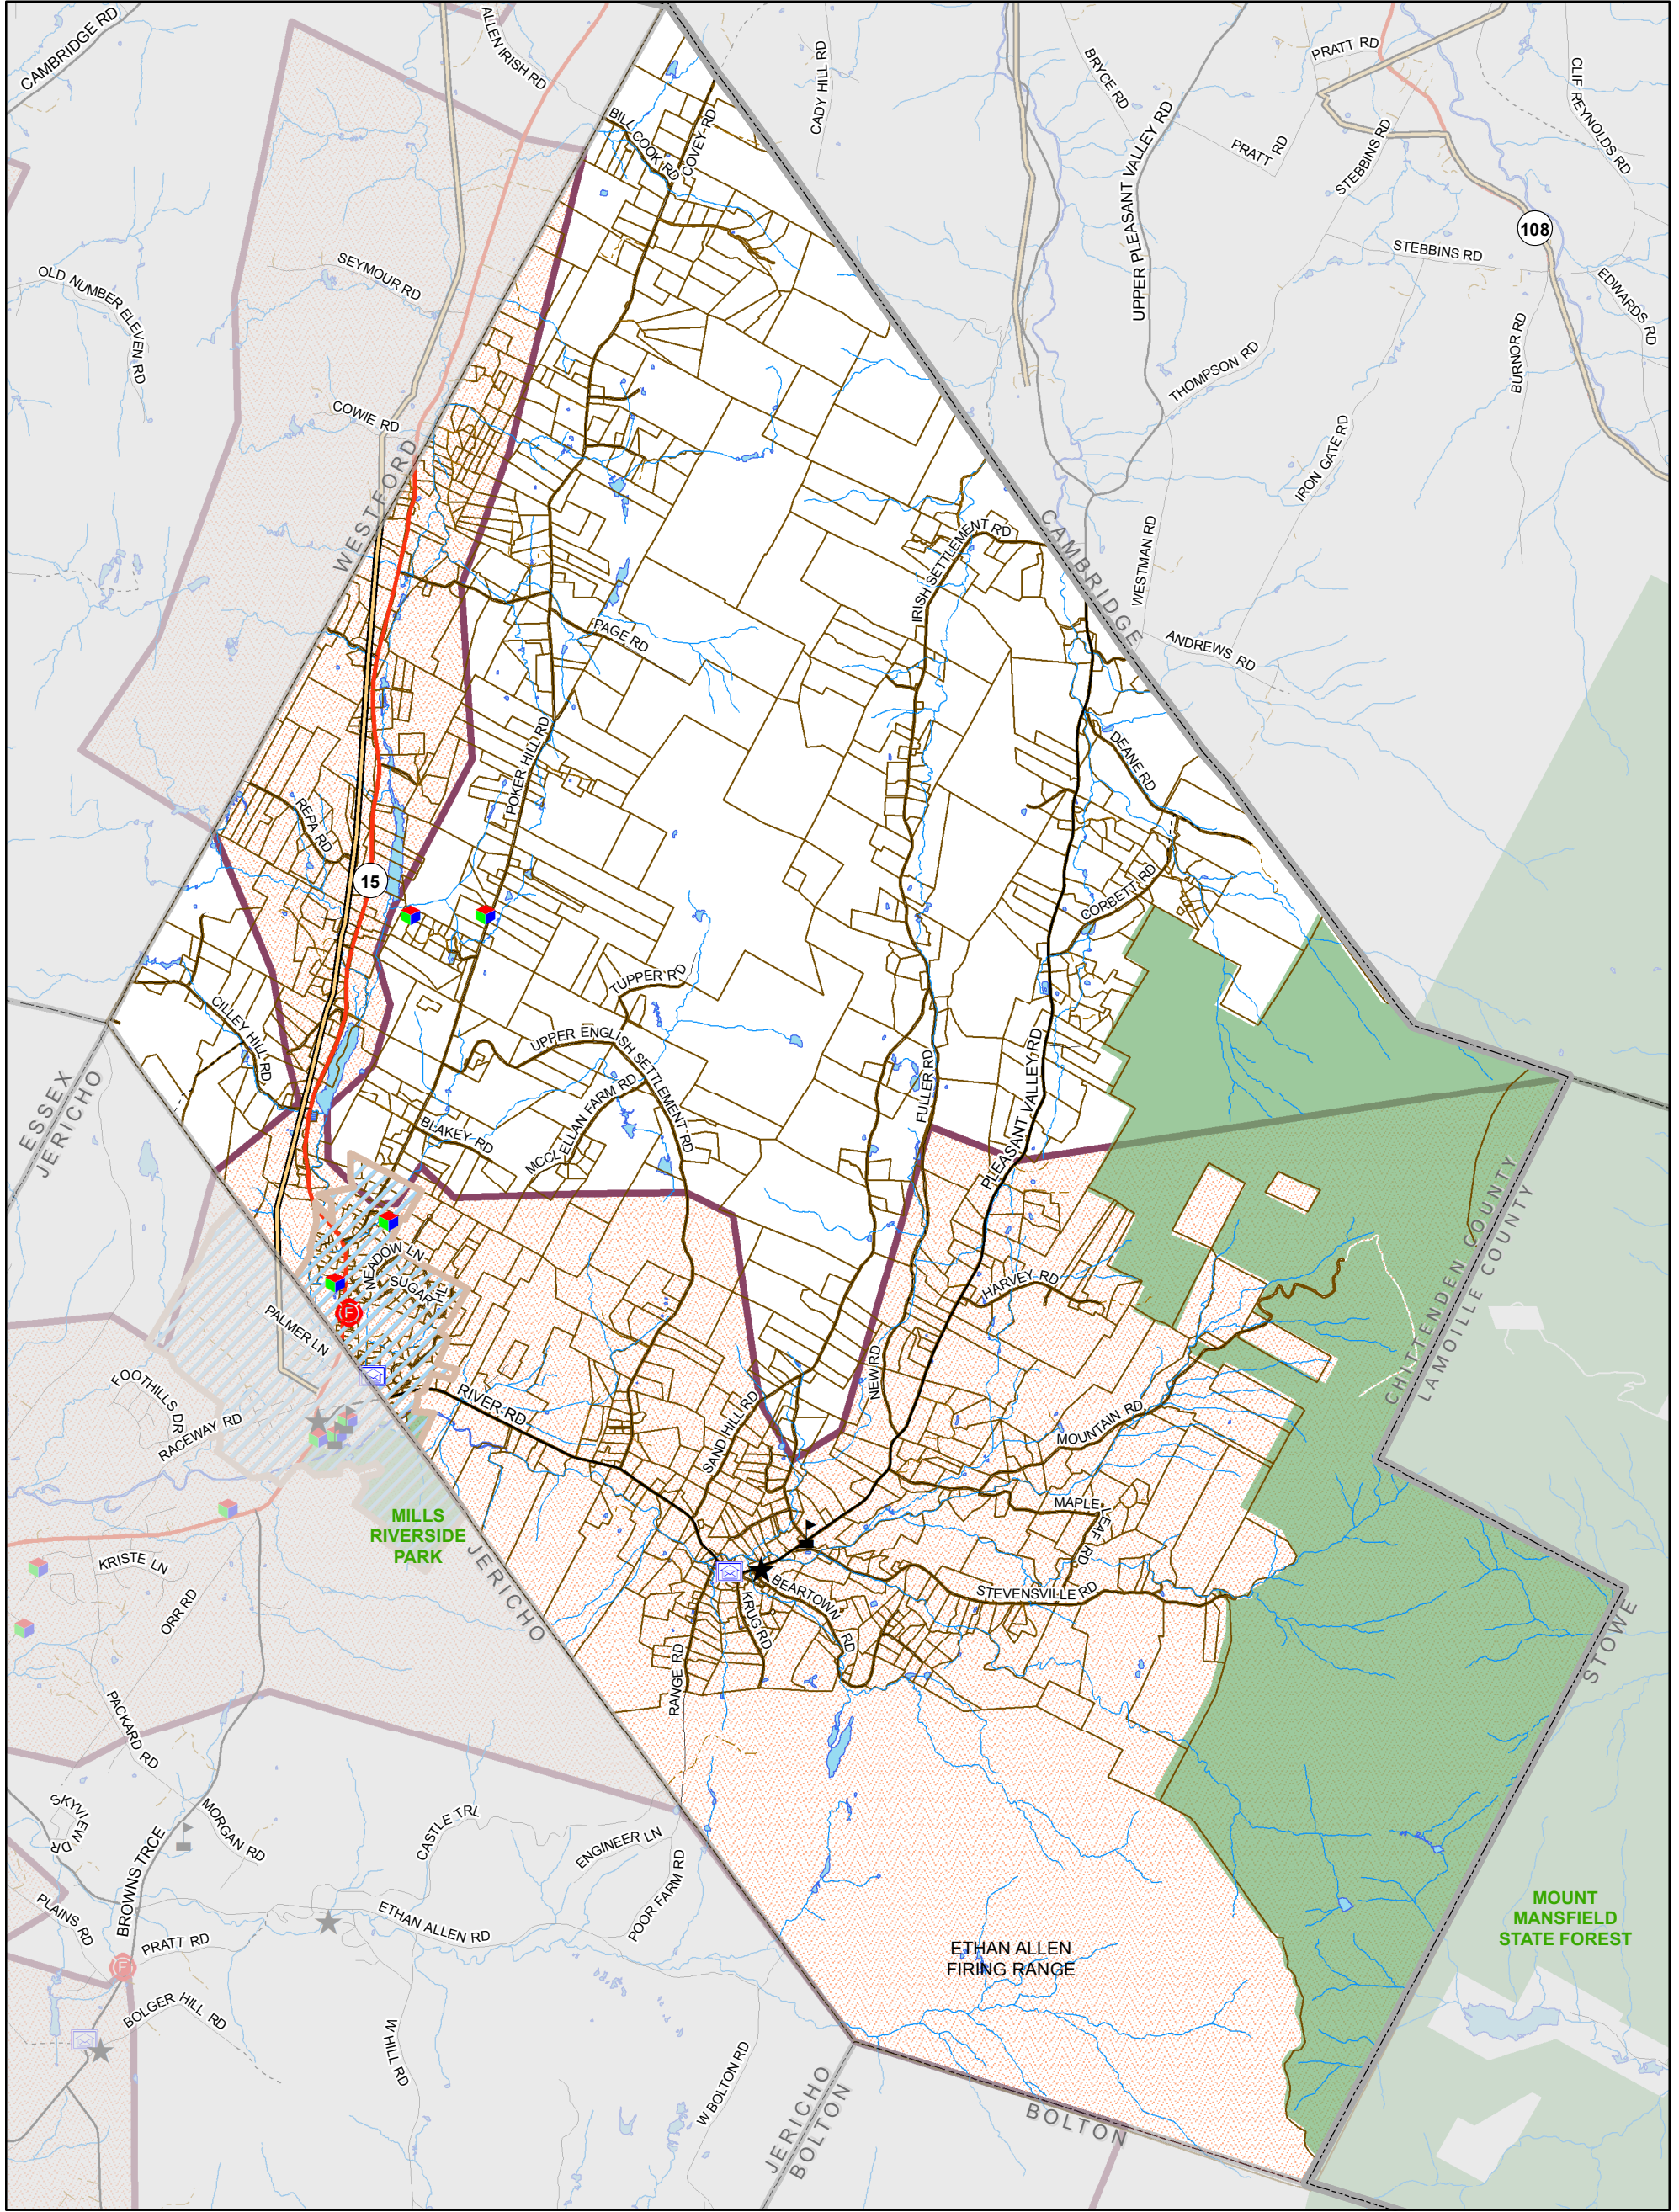 CAMBRIDGE RD
ALLEN IRISH RD
CADY HILL RD
BRYCE RD
PRATT RD
CLIF REYNOLDS RD
BILL COOK RD
COVEY RD
UPPER PLEASANT VALLEY RD
PRATT RD
STEBBINS RD
108
STEBBINS RD
EDWARDS RD
OLD NUMBER ELEVEN RD
SEYMOUR RD
BURNOR RD
THOMPSON RD
COWIE RD
IRON GATE RD
WESTFORD
CAMBRIDGE
IRISH SETTLEMENT RD
WESTMAN RD
PAGE RD
ANDREWS RD
POKER HILL RD
DEANE RD
REPA RD
15
CORBETT RD
TUPPER RD
CILLEY HILL RD
UPPER ENGLISH SETTLEMENT RD
PLEASANT VALLEY RD
FULLER RD
MCCLELLAN FARM RD
BLAKEY RD
ESSEX
JERICHO
CHITTENDEN COUNTY
LAMOILLE COUNTY
MEADOW LN
SUGAR HL
HARVEY RD
PALMER LN
F
NEW RD
FOOTHILLS DR
RACEWAY RD
RIVER RD
SAND HILL RD
MOUNTAIN RD
MAPLE LEAF RD
MILLS
RIVERSIDE
PARK
JERICHO
KRISTE LN
ORR RD
BEARTOWN RD
KRUG RD
STEVENSVILLE RD
STOWE
RANGE RD
PACKARD RD
SKYVIEW DR
MORGAN RD
CASTLE TRL
ENGINEER LN
BROWNS TRCE
PLAINS RD
ETHAN ALLEN RD
POOR FARM RD
PRATT RD
F
ETHAN ALLEN
FIRING RANGE
MOUNT
MANSFIELD
STATE FOREST
BOLGER HILL RD
W HILL RD
W BOLTON RD
JERICHO
BOLTON
BOLTON